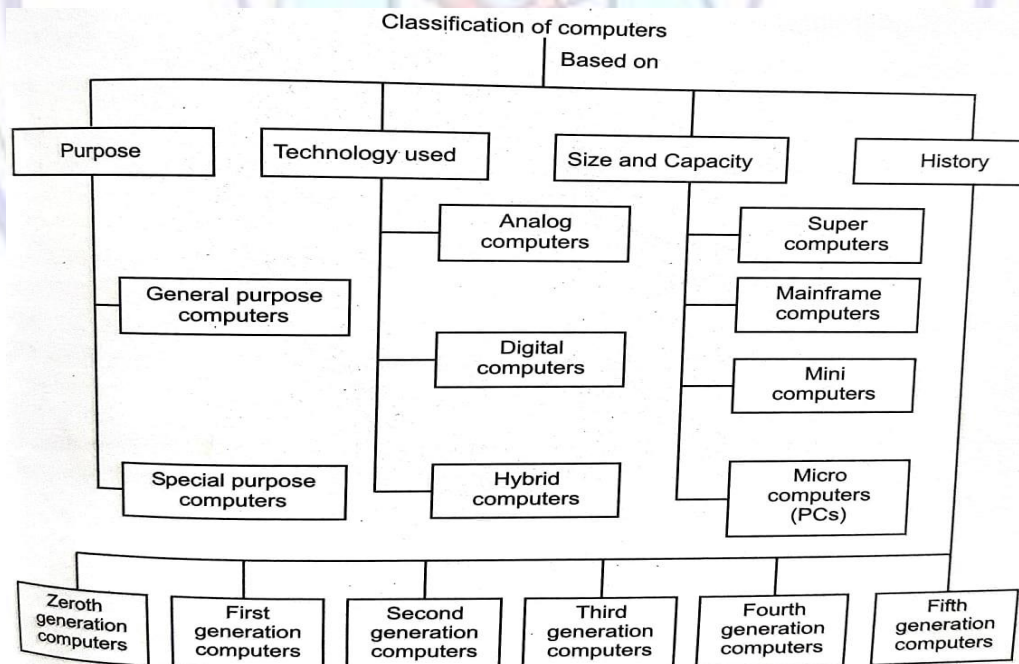 Classification of computers
Based on
Purpose
Technology used
Size and Capacity
History
General purpose
computers
Special purpose
computers
Analog
computers
Digital
computers
Hybrid
computers
Super
computers
Mainframe
computers
Mini
computers
Micro
computers
(PCs)
Zeroth
generation
computers
First
generation
computers
Second
generation
computers
Third
generation
computers
Fourth
generation
computers
Fifth
generation
computers